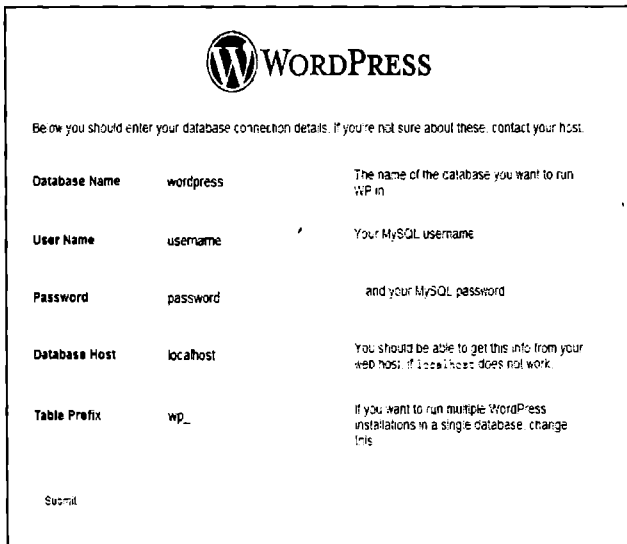 WORDPRESS
Below you should enter your database connection details. If you're not sure about these, contact your host.
Database Name wordpress The name of the database you want to run
WP in
User Name username Your MySQL username
Password password and your MySQL password
Database Host localhost You should be able to get this info from your
web host, if localhost does not work.
Table Prefix wp_ If you want to run multiple WordPress
installations in a single database, change
this
Submit